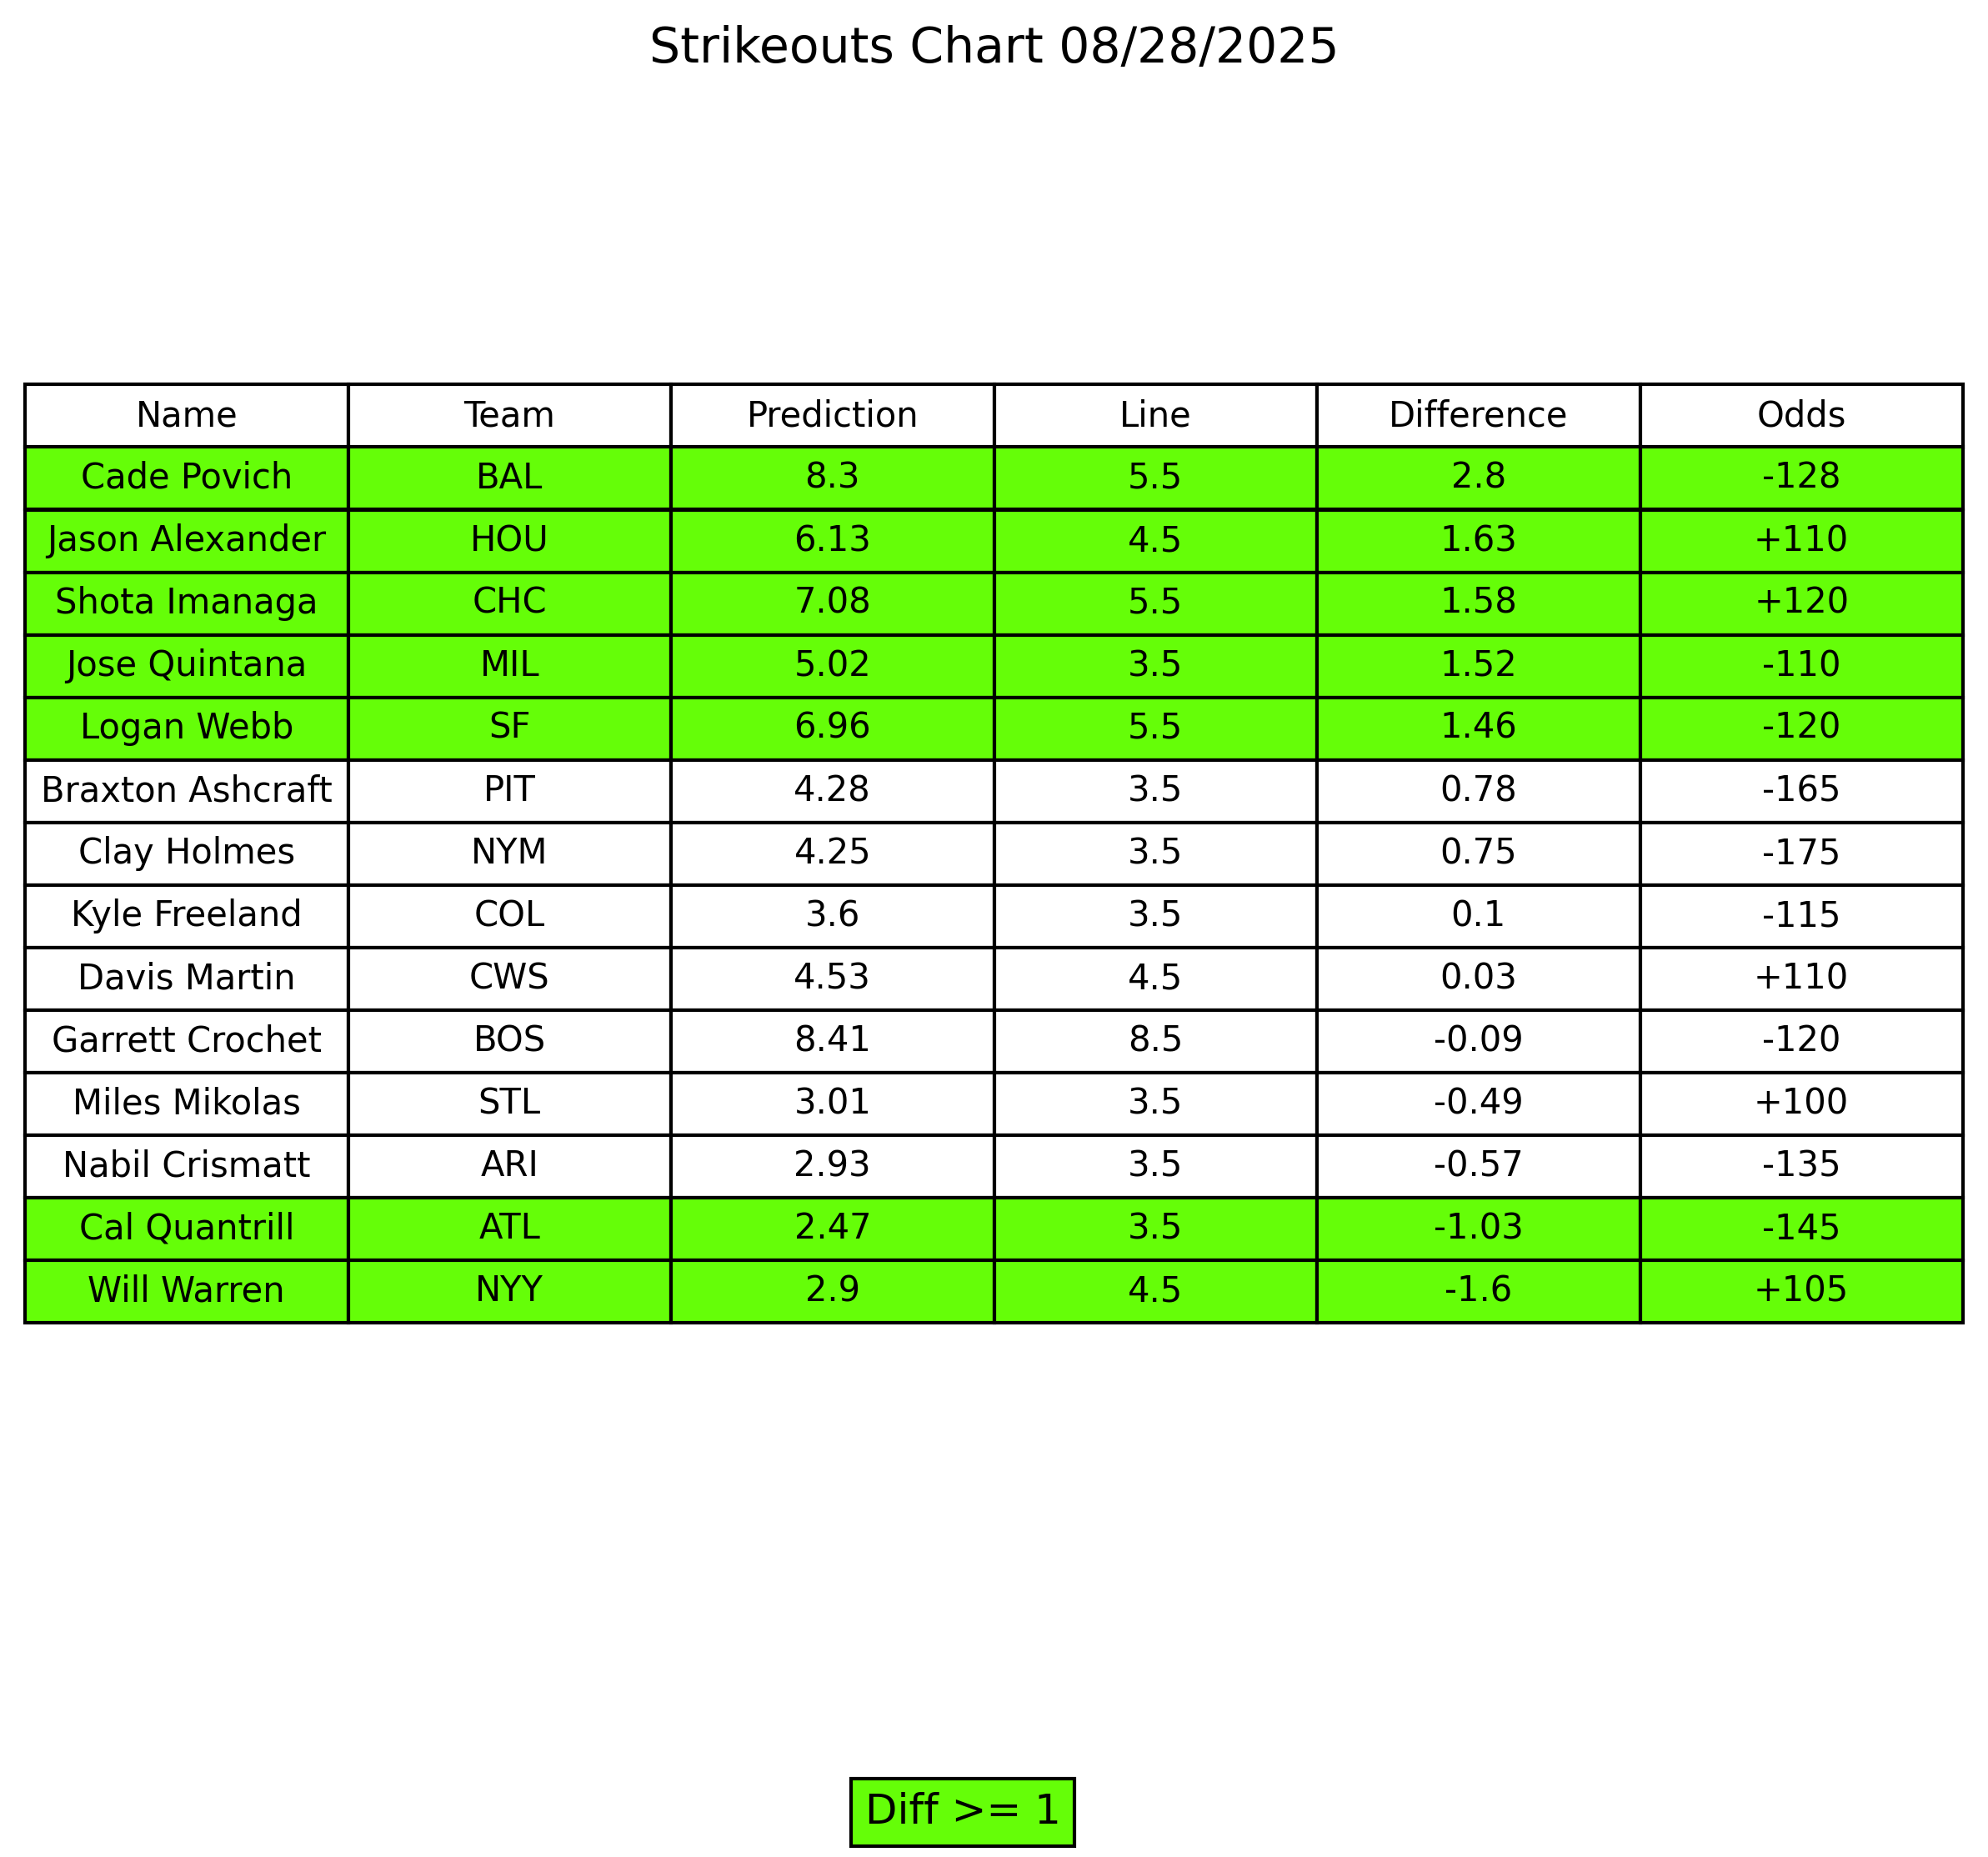 Strikeouts Chart 08/28/2025
Name Team Prediction Line Difference Odds
Cade Povich BAL 8.3 5.5 2.8 -128
Jason Alexander HOU 6.13 4.5 1.63 +110
Shota Imanaga CHC 7.08 5.5 1.58 +120
Jose Quintana MIL 5.02 3.5 1.52 -110
Logan Webb SF 6.96 5.5 1.46 -120
Braxton Ashcraft PIT 4.28 3.5 0.78 -165
Clay Holmes NYM 4.25 3.5 0.75 -175
Kyle Freeland COL 3.6 3.5 0.1 -115
Davis Martin CWS 4.53 4.5 0.03 +110
Garrett Crochet BOS 8.41 8.5 -0.09 -120
Miles Mikolas STL 3.01 3.5 -0.49 +100
Nabil Crismatt ARI 2.93 3.5 -0.57 -135
Cal Quantrill ATL 2.47 3.5 -1.03 -145
Will Warren NYY 2.9 4.5 -1.6 +105
Diff >= 1